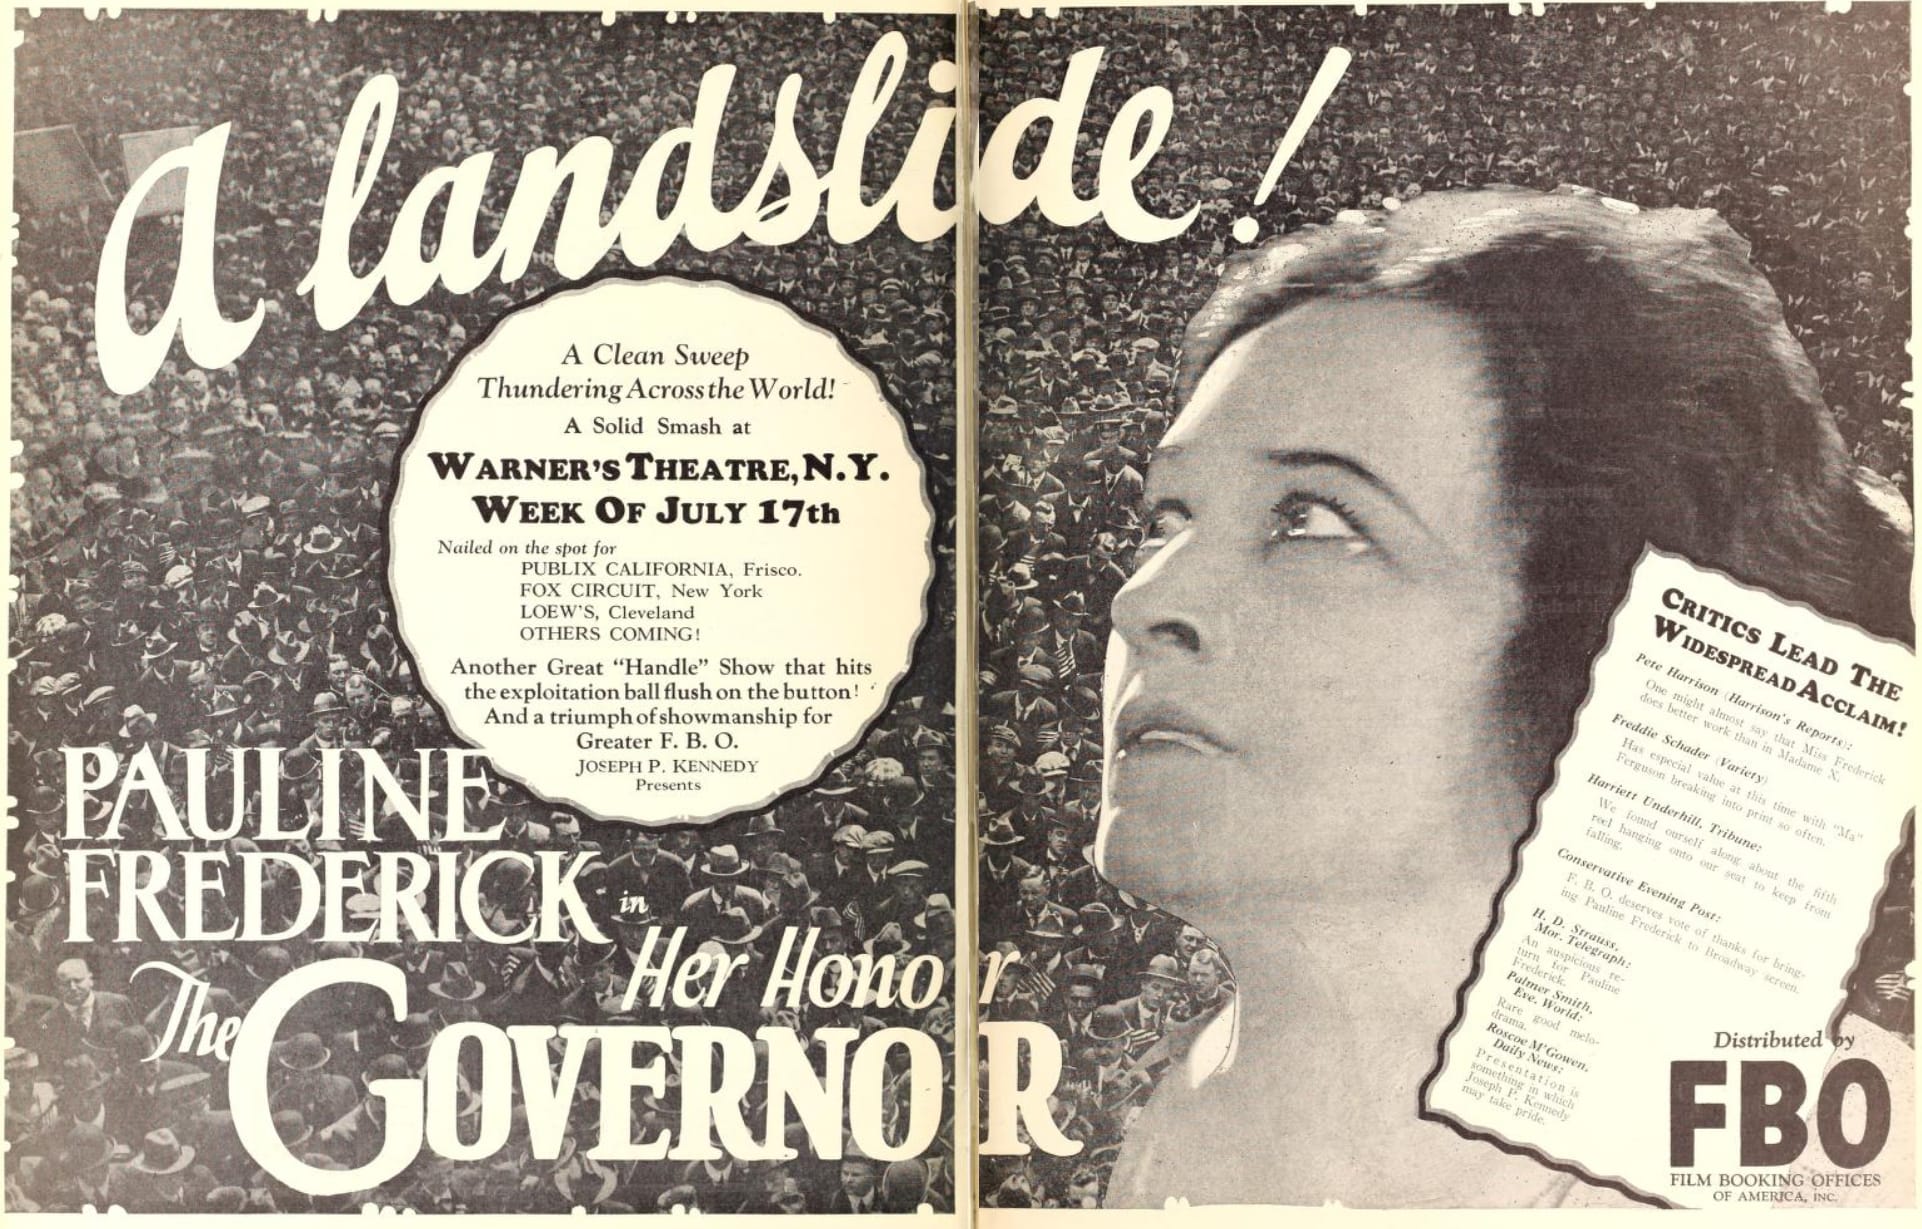 A landslide!
A Clean Sweep
Thundering Across the World!
A Solid Smash at
WARNER'S THEATRE, N.Y.
WEEK OF JULY 17th
Nailed on the spot for
PUBLIX CALIFORNIA, Frisco.
FOX CIRCUIT, New York
LOEW'S, Cleveland
OTHERS COMING!
Another Great "Handle" Show that hits
the exploitation ball flush on the button!
And a triumph of showmanship for
Greater F. B. O.
JOSEPH P. KENNEDY
Presents
PAULINE
FREDERICK in
Her Honor
The GOVERNOR
CRITICS LEAD THE
WIDESPREAD ACCLAIM!
Pete Harrison (Harrison's Reports):
One might almost say that Miss Frederick
does better work than in Madame X.
Freddie Schader (Variety)
Has especial value at this time with "Ma"
Ferguson breaking into print so often.
Harriett Underhill, Tribune:
We found ourself along about the fifth
reel hanging onto our seat to keep from
falling.
Conservative Evening Post:
F. B. O. deserves vote of thanks for bring-
ing Pauline Frederick to Broadway screen.
H. D. Strauss,
Mor. Telegraph:
An auspicious re-
turn for Pauline
Frederick.
Palmer Smith,
Eve. World:
Rare good melo-
drama.
Roscoe M'Gowen,
Daily News:
Presentation is
something in which
Joseph P. Kennedy
may take pride.
Distributed by
FBO
FILM BOOKING OFFICES
OF AMERICA, INC.